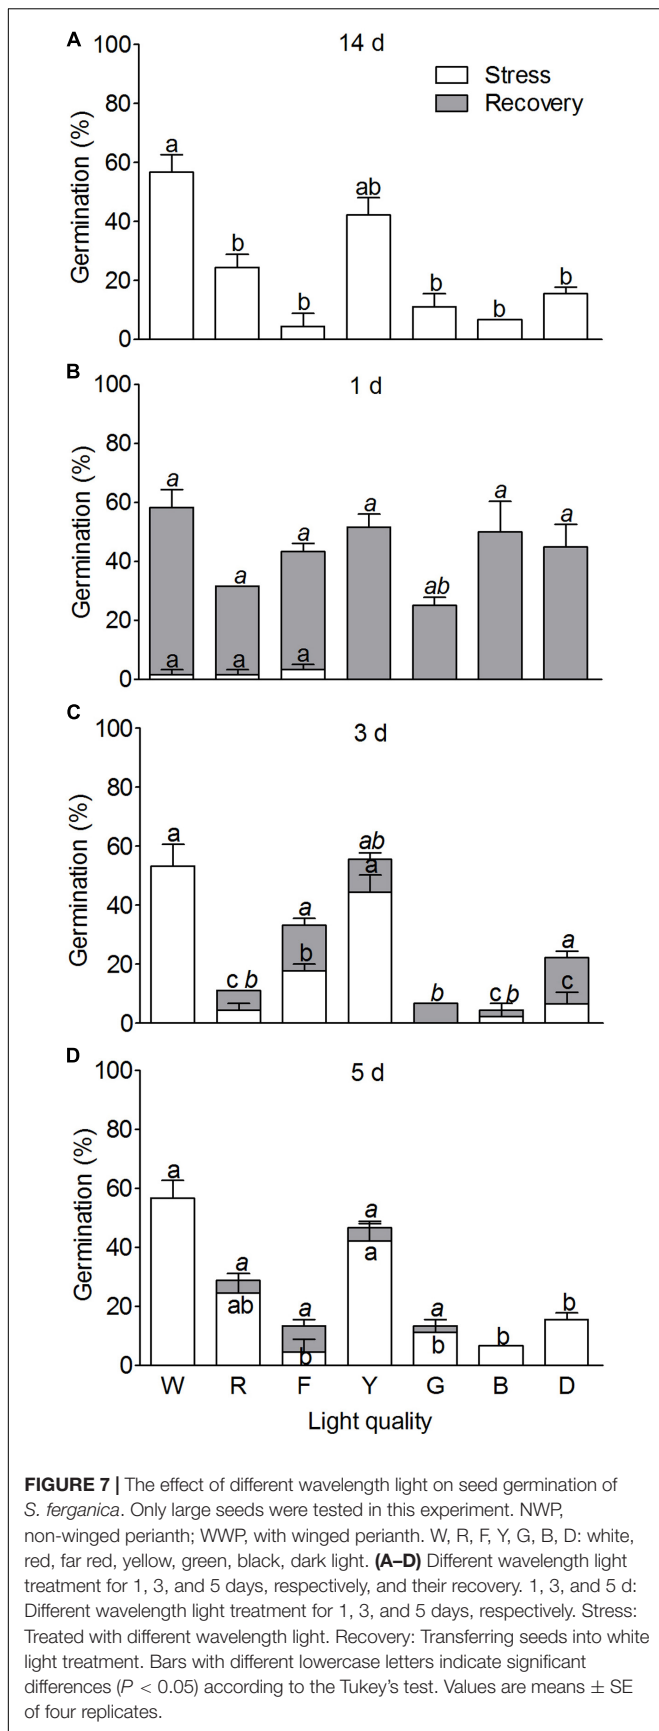 A
14 d
100
80
60
40
20
0
Germination (%)
Stress
Recovery
a
b
b
ab
b
b
b
B
1 d
100
80
60
40
20
0
Germination (%)
a
a
a
a
ab
a
a
a
a
a
C
3 d
100
80
60
40
20
0
Germination (%)
a
c b
a
b
ab
a
b
c b
a
c
D
5 d
100
80
60
40
20
0
Germination (%)
a
a
ab
a
b
a
a
a
b
b
b
W R F Y G B D
Light quality
FIGURE 7 | The effect of different wavelength light on seed germination of
S. ferganica. Only large seeds were tested in this experiment. NWP,
non-winged perianth; WWP, with winged perianth. W, R, F, Y, G, B, D: white,
red, far red, yellow, green, black, dark light. (A–D) Different wavelength light
treatment for 1, 3, and 5 days, respectively, and their recovery. 1, 3, and 5 d:
Different wavelength light treatment for 1, 3, and 5 days, respectively. Stress:
Treated with different wavelength light. Recovery: Transferring seeds into white
light treatment. Bars with different lowercase letters indicate significant
differences (P < 0.05) according to the Tukey's test. Values are means ± SE
of four replicates.